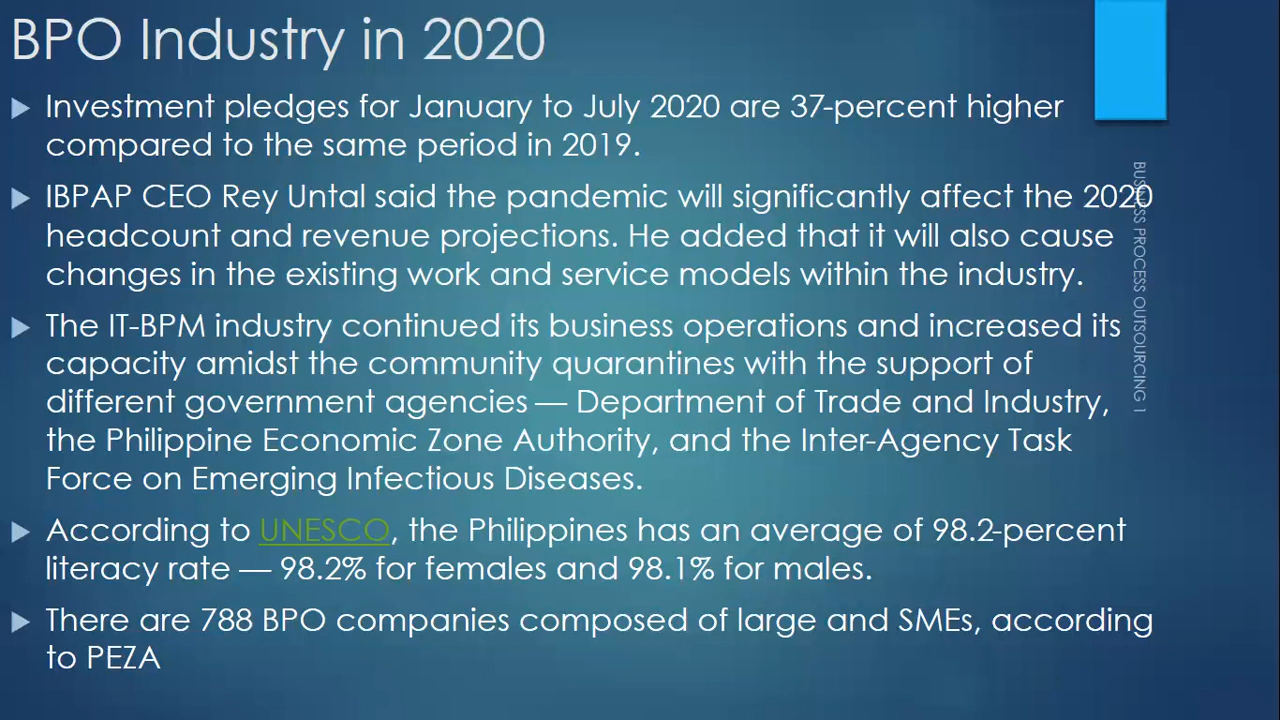 BPO Industry in 2020
Investment pledges for January to July 2020 are 37-percent higher
compared to the same period in 2019.
IBPAP CEO Rey Untal said the pandemic will significantly affect the 2020
headcount and revenue projections. He added that it will also cause
changes in the existing work and service models within the industry.
The IT-BPM industry continued its business operations and increased its
capacity amidst the community quarantines with the support of
different government agencies — Department of Trade and Industry,
the Philippine Economic Zone Authority, and the Inter-Agency Task
Force on Emerging Infectious Diseases.
According to UNESCO, the Philippines has an average of 98.2-percent
literacy rate — 98.2% for females and 98.1% for males.
There are 788 BPO companies composed of large and SMEs, according
to PEZA
BUSINESS PROCESS OUTSOURCING 1